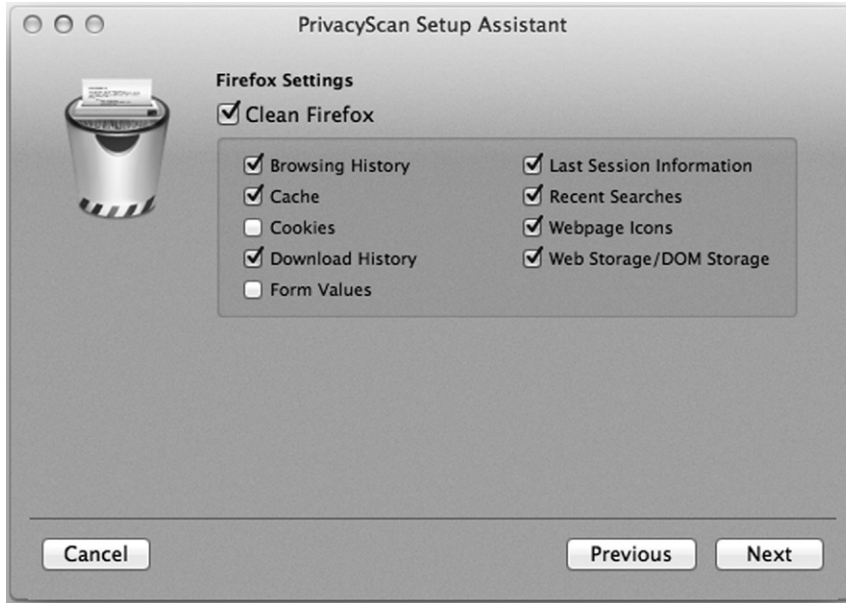 PrivacyScan Setup Assistant
Firefox Settings
Clean Firefox
Browsing History
Cache
Cookies
Download History
Form Values
Last Session Information
Recent Searches
Webpage Icons
Web Storage/DOM Storage
Cancel
Previous
Next